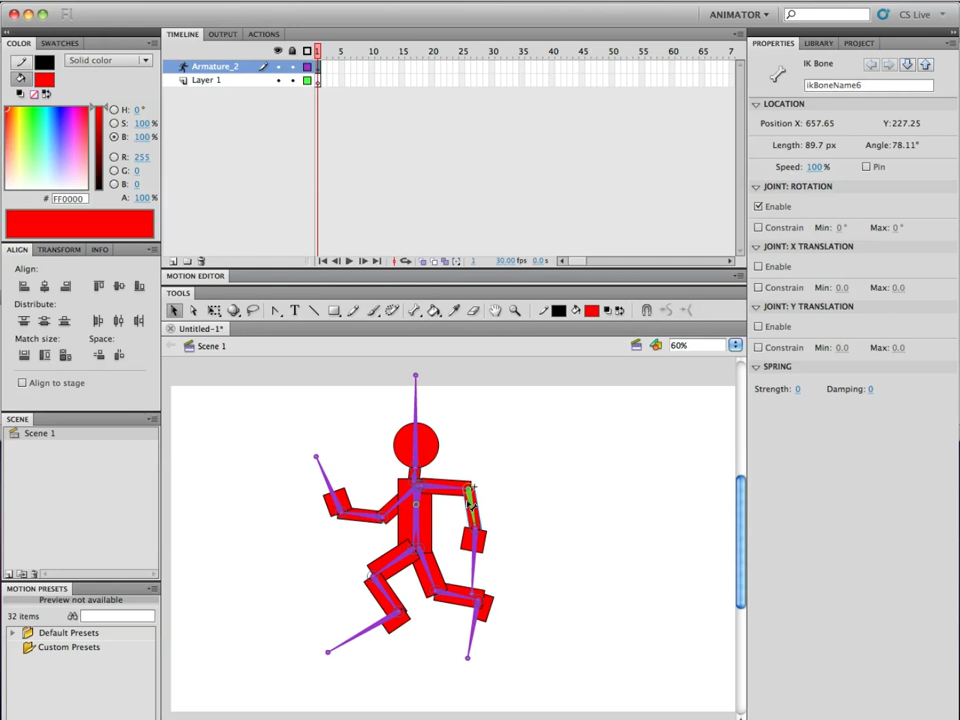 Fl
ANIMATOR
CS Live
COLOR
SWATCHES
Solid color
H: 0 °
S: 100 %
B: 100 %
R: 255
G: 0
B: 0
# FF0000
A: 100 %
ALIGN
TRANSFORM
INFO
Align:
Distribute:
Match size:
Space:
Align to stage
SCENE
Scene 1
MOTION PRESETS
Preview not available
32 items
Default Presets
Custom Presets
TIMELINE
OUTPUT
ACTIONS
1 5 10 15 20 25 30 35 40 45 50 55 60 65 7
Armature_2
Layer 1
1 30.00 fps 0.0 s
MOTION EDITOR
TOOLS
Untitled-1*
Scene 1
60%
PROPERTIES
LIBRARY
PROJECT
IK Bone
ikBoneName6
LOCATION
Position X: 657.65 Y: 227.25
Length: 89.7 px Angle: 78.11°
Speed: 100 % Pin
JOINT: ROTATION
Enable
Constrain Min: 0 ° Max: 0 °
JOINT: X TRANSLATION
Enable
Constrain Min: 0.0 Max: 0.0
JOINT: Y TRANSLATION
Enable
Constrain Min: 0.0 Max: 0.0
SPRING
Strength: 0 Damping: 0